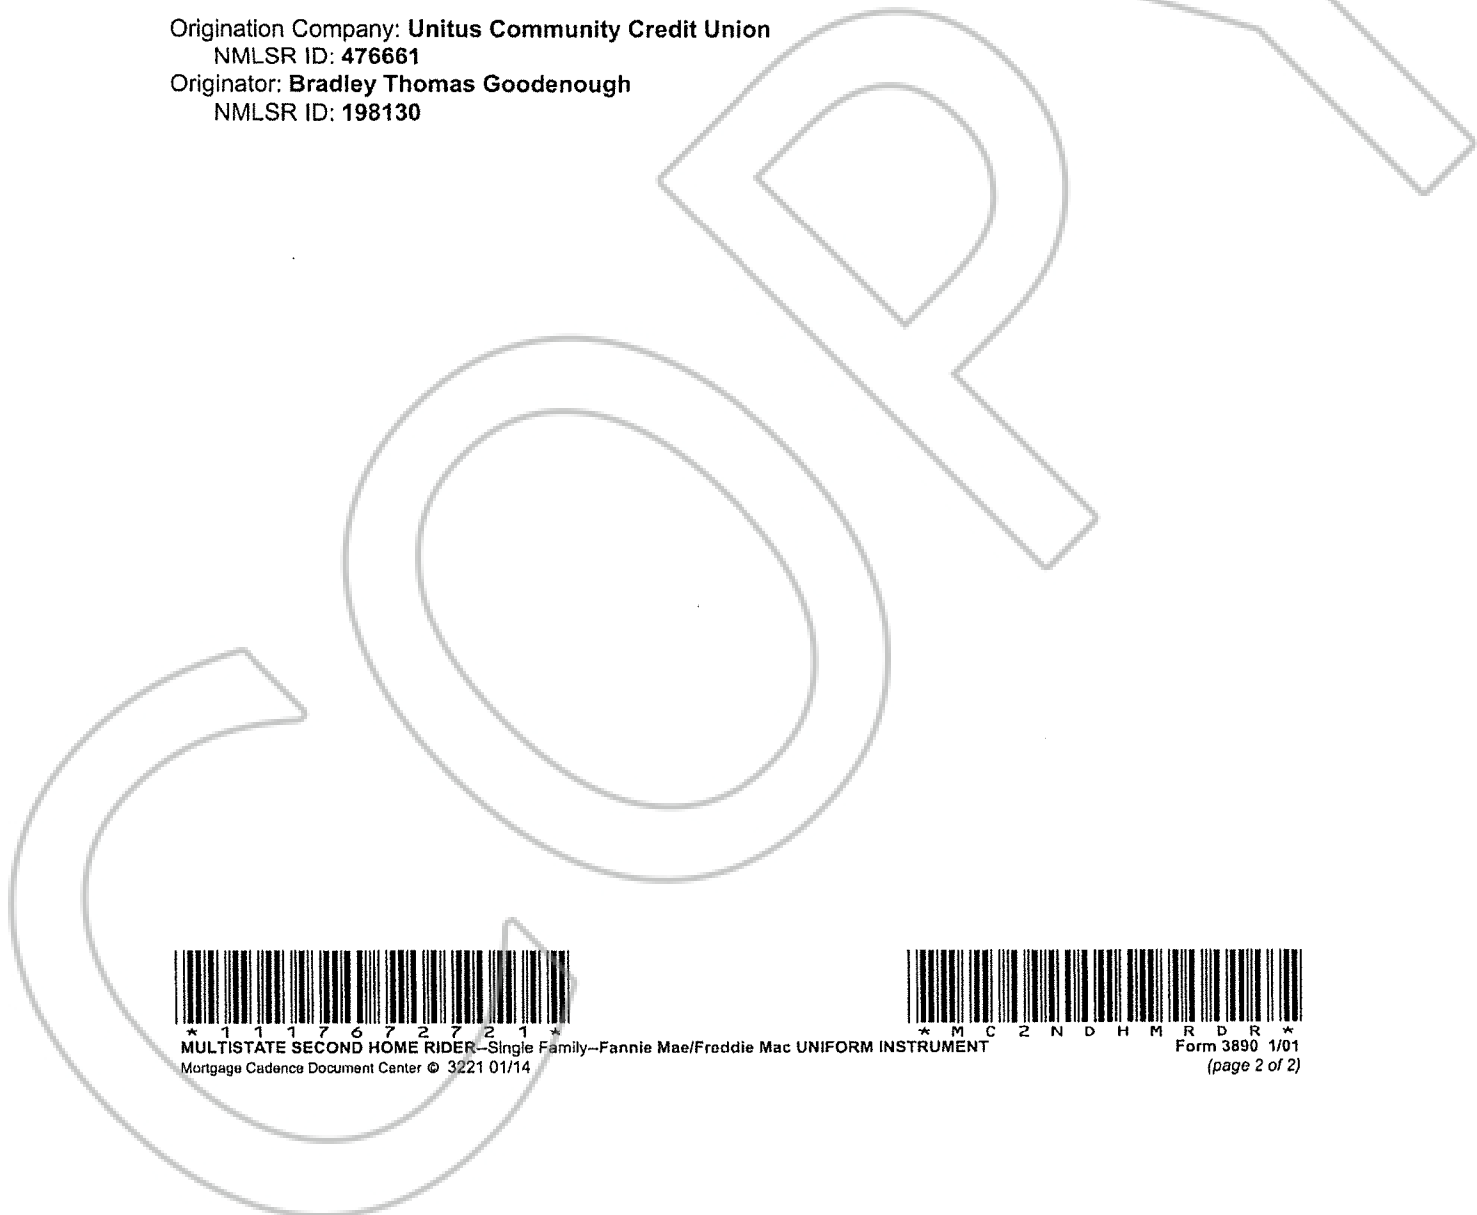 Origination Company: Unitus Community Credit Union
NMLSR ID: 476661
Originator: Bradley Thomas Goodenough
NMLSR ID: 198130
COPY
* 1 1 1 7 6 7 2 7 2 1 *
* M C 2 N D H M R D R *
MULTISTATE SECOND HOME RIDER--Single Family--Fannie Mae/Freddie Mac UNIFORM INSTRUMENT Form 3890 1/01
Mortgage Cadence Document Center © 3221 01/14 (page 2 of 2)